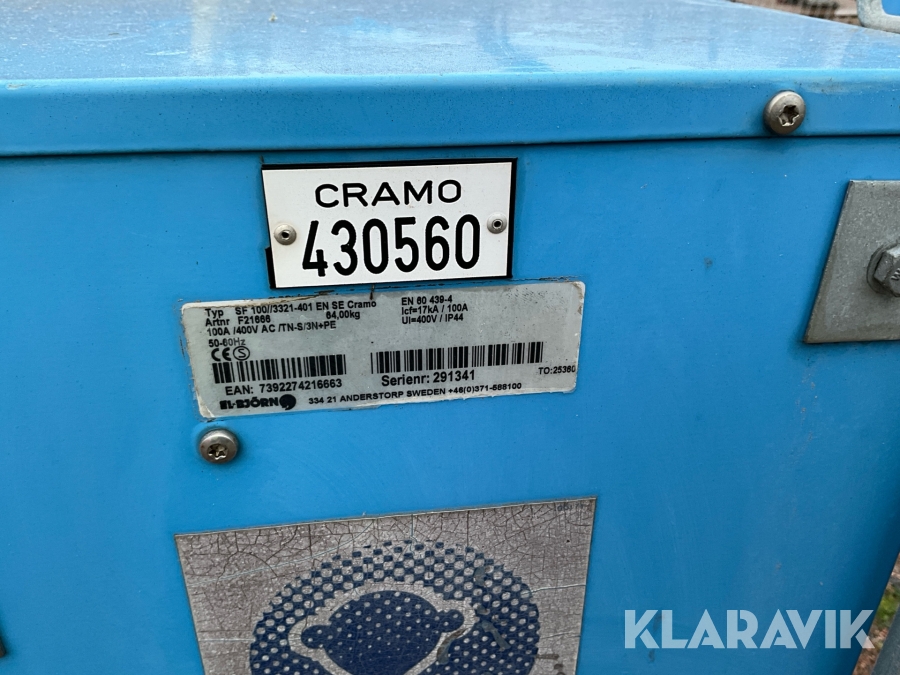 CRAMO
430560
Typ SF 100//3321-401 EN SE Cramo EN 60 439-4
Artnr F21666 64,00kg Icf=17kA / 100A
100A /400V AC /TN-S/3N+PE Ui=400V / IP44
50-60Hz
CE S
EAN: 7392274216663 Serienr: 291341 TO:25360
EL-BJÖRN 334 21 ANDERSTORP SWEDEN +46(0)371-588100
KLARAVIK